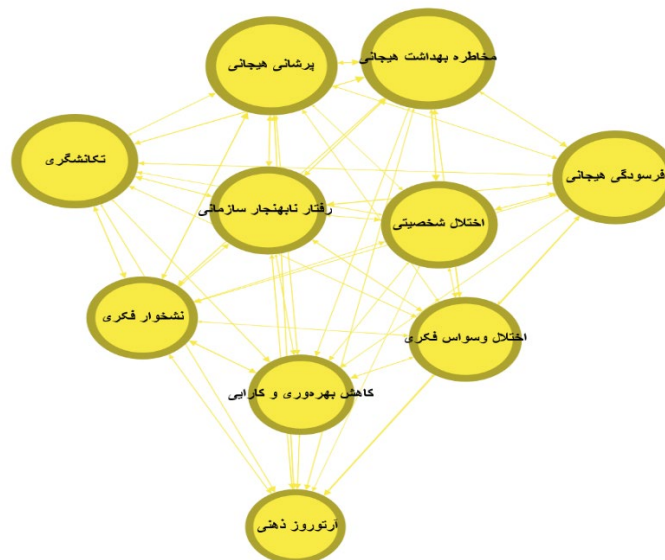 مخاطره بهداشت هیجانی
پرشانی هیجانی
فرسودگی هیجانی
تکانشگری
اختلال شخصیتی
رفتار نابهنجار سازمانی
نشخوار فکری
اختلال وسواس فکری
کاهش بهره‌وری و کارایی
آرتوروز ذهنی